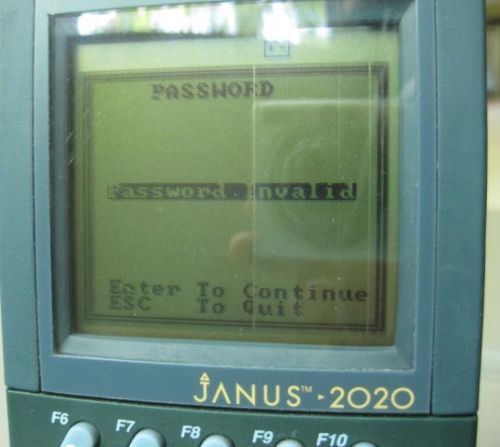 PASSWORD
Password Invalid
Enter To Continue
ESC To Quit
JANUS™ 2020
F6 F7 F8 F9 F10